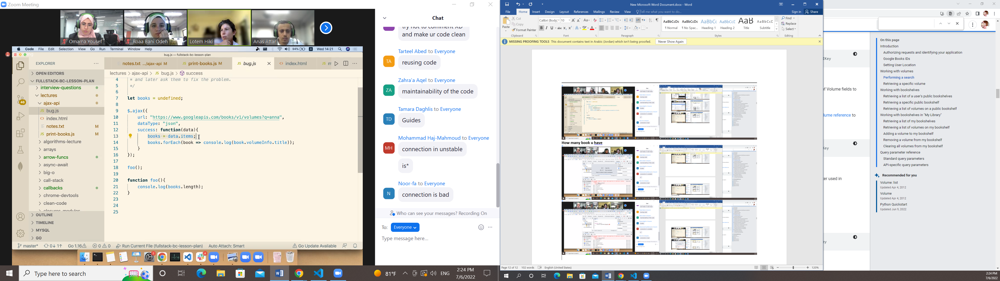 Zoom Meeting
Omama Yousef
Roaa Bani Odeh
Lotem Hiki
Anas Attar
Code File Edit Selection View Go Run Terminal Window Help
94%
Wed 14:21
bug.js — fullstack-bc-lesson-plan
EXPLORER
notes.txt .../ajax-api M
print-books.js M
bug.js
index.html
lectures > ajax-api > JS bug.js > success
OPEN EDITORS
FULLSTACK-BC-LESSON-PLAN
interview-questions
lectures
ajax-api
JS bug.js
<> index.html
notes.txt M
JS print-books.js M
algorithms-lecture
arrays
arrow-funcs
async-await
big-o
call-stack
callbacks
chrome-devtools
clean-code
closures-modules
OUTLINE
TIMELINE
MYSQL
GO
46
4 * and later ask them to fix the problem.
5 */
6
7 let books = undefined;
8
9 $.ajax({
10 url: "https://www.googleapis.com/books/v1/volumes?q=anna",
11 dataType: "json",
12 success: function(data){
13 books = data.items;
14 books.forEach(book => console.log(book.volumeInfo.title));
15 }
16 });
17
18 foo();
19
20 function foo(){
21 console.log(books.length);
22 }
23
24
25
master* 0↓ 1↑ Go 1.16 0 0 Run Current File (fullstack-bc-lesson-plan) Auto Attach: Smart Go Update Available
Chat
try not to comment XD
and make ur code clean
Tarteel Abed to Everyone
TA
reusing code
Zahra'a Aqel to Everyone
ZA
maintainability of the code
Tamara Daghlis to Everyone
TD
Guides
Mohammad Haj-Mahmoud to Everyone
MH
connection in unstable
is*
Noor-fa to Everyone
N
connection is bad
Who can see your messages? Recording On
To: Everyone
Type message here...
Type here to search
81°F
ENG
2:24 PM
7/6/2022
New Microsoft Word Document.docx - Word
File Home Insert Design Layout References Mailings Review View Tell me what you want to do... Sign in Share
Paste
Cut
Copy
Format Painter
Clipboard
Calibri (Body) 10
Font
Paragraph
AaBbCcDc AaBbCcDc AaBbCc AaBbCcC AaB AaBbCcC
¶ Normal ¶ No Spac... Heading 1 Heading 2 Title Subtitle
Styles
Find
Replace
Select
Editing
MISSING PROOFING TOOLS This document contains text in Arabic (Jordan) which isn't being proofed. Never Show Again
How many book u have
Page 12 of 12 102 words English (United States) 120%
of Volume fields to
lume reference to
ter used in
On this page
Introduction
Authorizing requests and identifying your application
Google Books IDs
Setting User Location
Working with volumes
Performing a search
Retrieving a specific volume
Working with bookshelves
Retrieving a list of a user's public bookshelves
Retrieving a specific public bookshelf
Retrieving a list of volumes on a public bookshelf
Working with bookshelves in "My Library"
Retrieving a list of my bookshelves
Retrieving a list of volumes on my bookshelf
Adding a volume to my bookshelf
Removing a volume from my bookshelf
Clearing all volumes from my bookshelf
Query parameter reference
Standard query parameters
API-specific query parameters
Recommended for you
Volume: list
Updated Apr 4, 2012
Volume
Updated Apr 4, 2012
Python Quickstart
Updated Jun 9, 2022
2:24 PM
7/6/2022